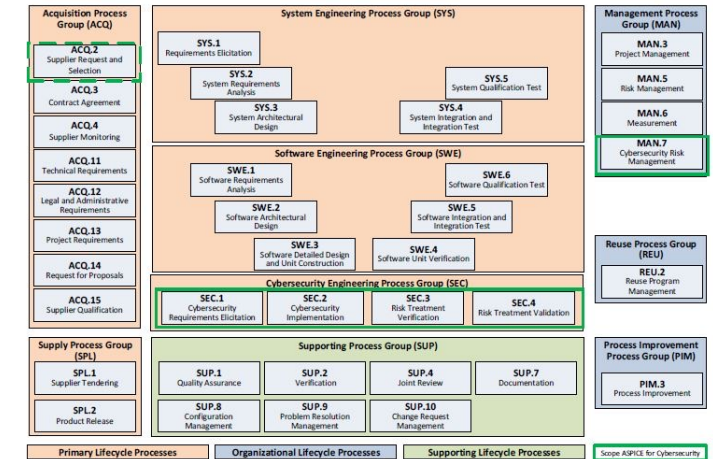 Acquisition Process
Group (ACQ)
ACQ.2
Supplier Request and
Selection
ACQ.3
Contract Agreement
ACQ.4
Supplier Monitoring
ACQ.11
Technical Requirements
ACQ.12
Legal and Administrative
Requirements
ACQ.13
Project Requirements
ACQ.14
Request for Proposals
ACQ.15
Supplier Qualification
System Engineering Process Group (SYS)
SYS.1
Requirements Elicitation
SYS.2
System Requirements
Analysis
SYS.3
System Architectural
Design
SYS.5
System Qualification Test
SYS.4
System Integration and
Integration Test
Software Engineering Process Group (SWE)
SWE.1
Software Requirements
Analysis
SWE.2
Software Architectural
Design
SWE.3
Software Detailed Design
and Unit Construction
SWE.6
Software Qualification Test
SWE.5
Software Integration and
Integration Test
SWE.4
Software Unit Verification
Cybersecurity Engineering Process Group (SEC)
SEC.1
Cybersecurity
Requirements Elicitation
SEC.2
Cybersecurity
Implementation
SEC.3
Risk Treatment
Verification
SEC.4
Risk Treatment Validation
Management Process
Group (MAN)
MAN.3
Project Management
MAN.5
Risk Management
MAN.6
Measurement
MAN.7
Cybersecurity Risk
Management
Reuse Process Group
(REU)
REU.2
Reuse Program
Management
Supply Process Group
(SPL)
SPL.1
Supplier Tendering
SPL.2
Product Release
Supporting Process Group (SUP)
SUP.1
Quality Assurance
SUP.2
Verification
SUP.4
Joint Review
SUP.7
Documentation
SUP.8
Configuration
Management
SUP.9
Problem Resolution
Management
SUP.10
Change Request
Management
Process Improvement
Process Group (PIM)
PIM.3
Process Improvement
Primary Lifecycle Processes
Organizational Lifecycle Processes
Supporting Lifecycle Processes
Scope ASPICE for Cybersecurity